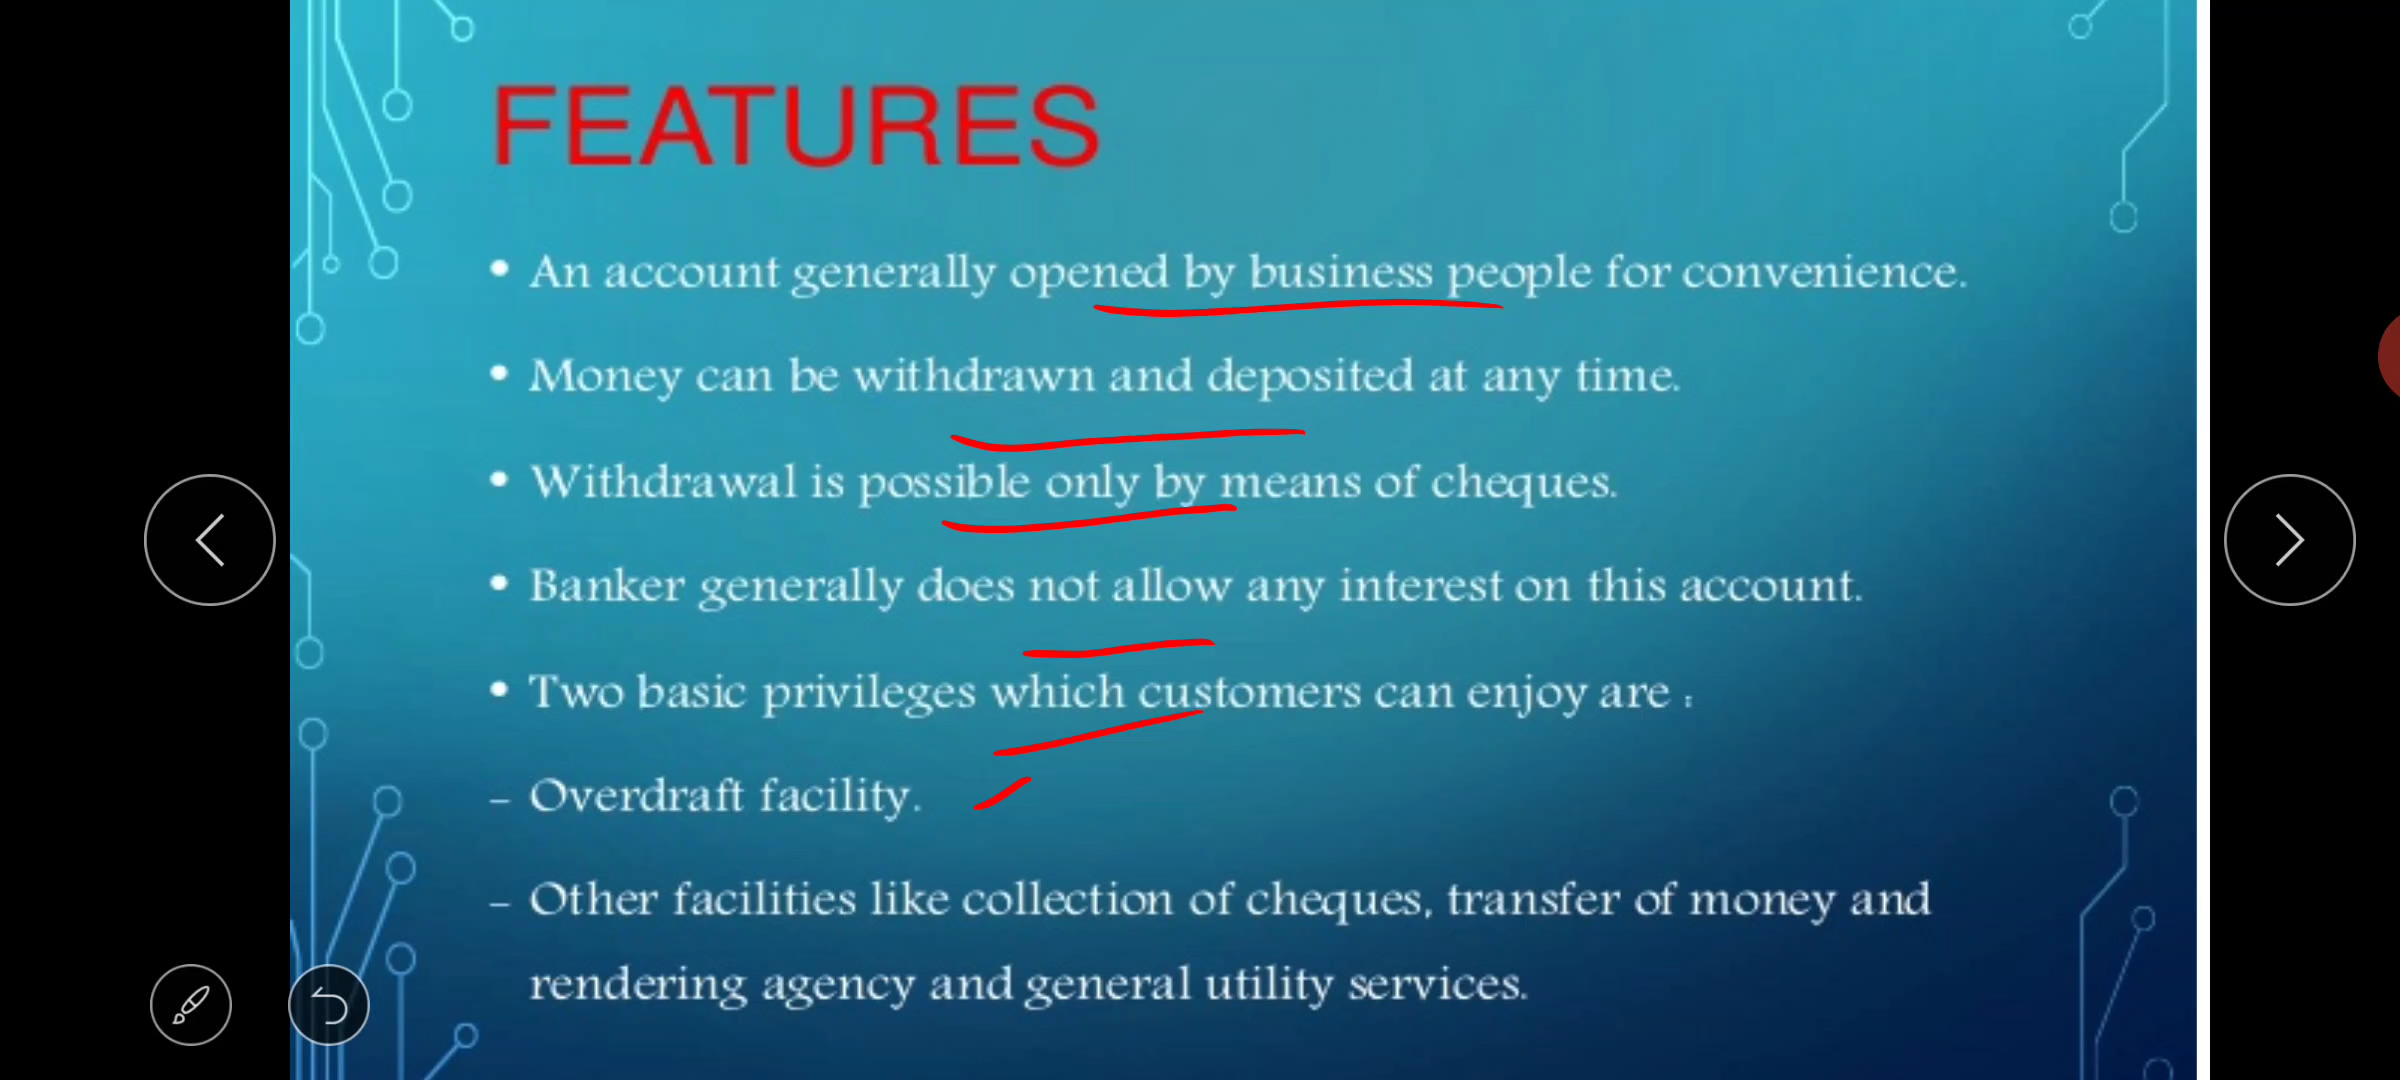 FEATURES
• An account generally opened by business people for convenience.
• Money can be withdrawn and deposited at any time.
• Withdrawal is possible only by means of cheques.
• Banker generally does not allow any interest on this account.
• Two basic privileges which customers can enjoy are :
– Overdraft facility.
– Other facilities like collection of cheques, transfer of money and
rendering agency and general utility services.